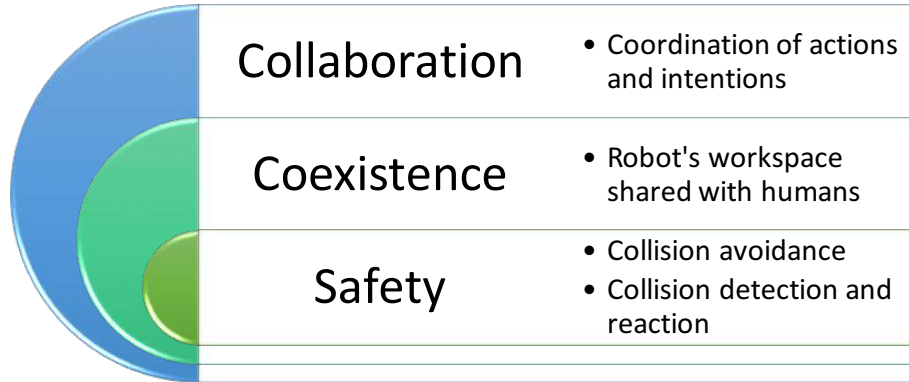 Collaboration
• Coordination of actions
and intentions
Coexistence
• Robot's workspace
shared with humans
Safety
• Collision avoidance
• Collision detection and
reaction